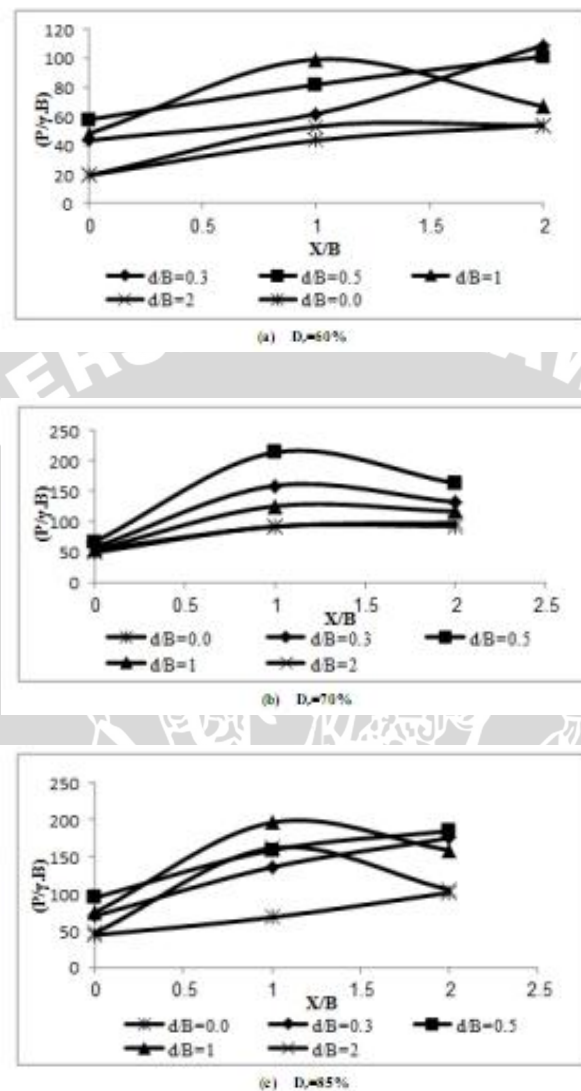 120
100
80
60
40
20
0
(P/γ.B)
0 0.5 1 1.5 2
X/B
d/B=0.3 d/B=0.5 d/B=1
d/B=2 d/B=0.0
(a) Dr=60%
250
200
150
100
50
0
(P/γ.B)
0 0.5 1 1.5 2 2.5
X/B
d/B=0.0 d/B=0.3 d/B=0.5
d/B=1 d/B=2
(b) Dr=70%
250
200
150
100
50
0
(P/γ.B)
0 0.5 1 1.5 2 2.5
X/B
d/B=0.0 d/B=0.3 d/B=0.5
d/B=1 d/B=2
(c) Dr=85%